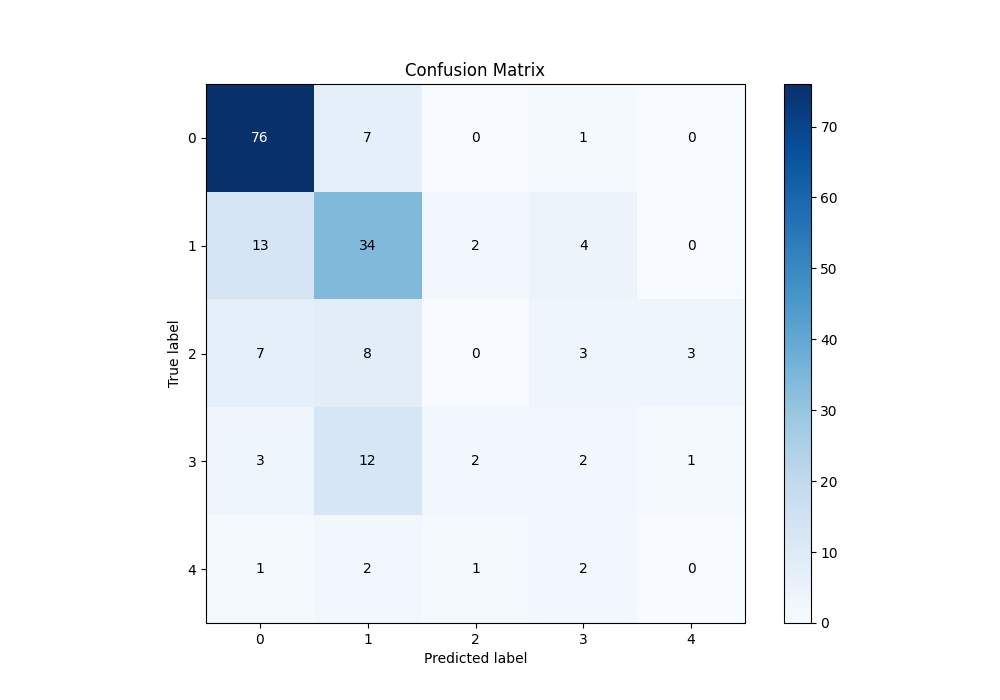 Confusion Matrix
0 76 7 0 1 0
1 13 34 2 4 0
2 7 8 0 3 3
3 3 12 2 2 1
4 1 2 1 2 0
0 1 2 3 4
Predicted label
True label
70
60
50
40
30
20
10
0